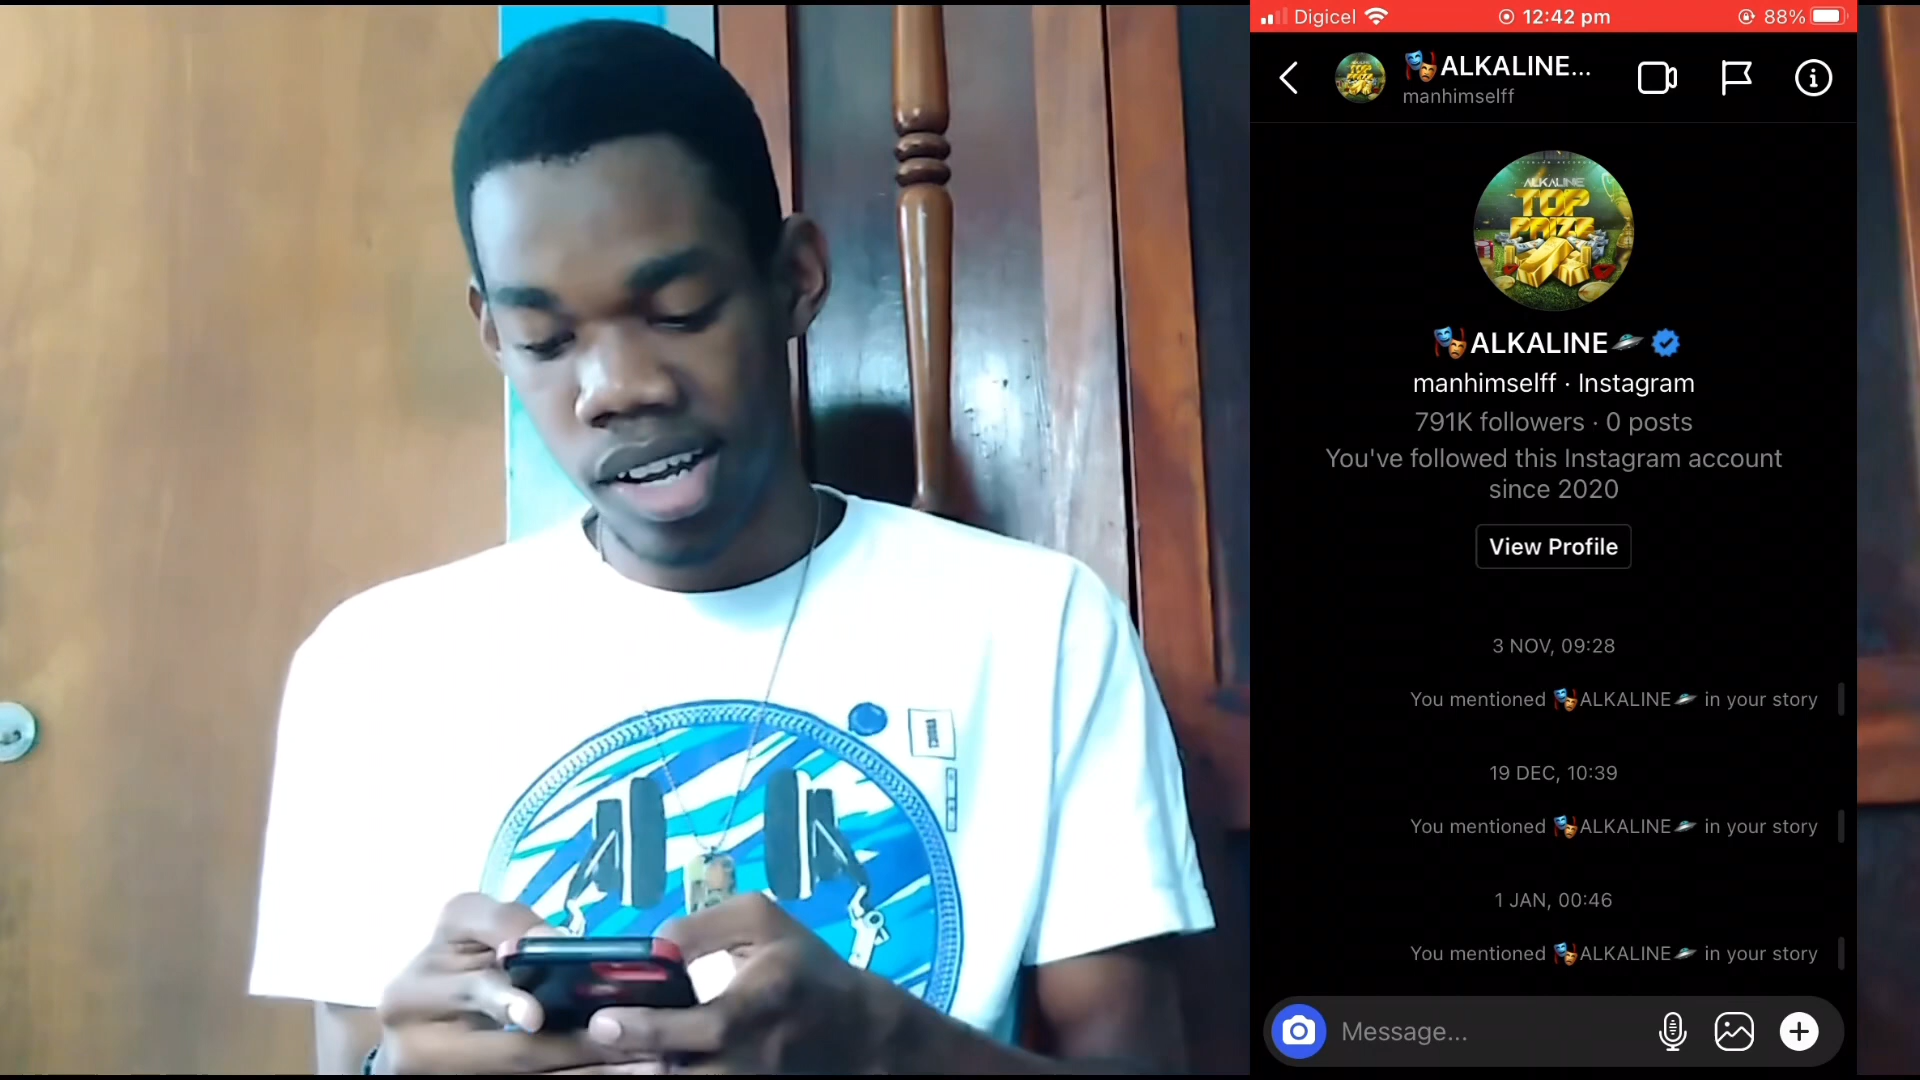 Digicel 12:42 pm 88%
🎭ALKALINE...
manhimselff
ALKALINE
TOP
PRIZE
🎭ALKALINE🛸
manhimselff · Instagram
791K followers · 0 posts
You've followed this Instagram account
since 2020
View Profile
3 NOV, 09:28
You mentioned 🎭ALKALINE🛸 in your story
19 DEC, 10:39
You mentioned 🎭ALKALINE🛸 in your story
1 JAN, 00:46
You mentioned 🎭ALKALINE🛸 in your story
Message...